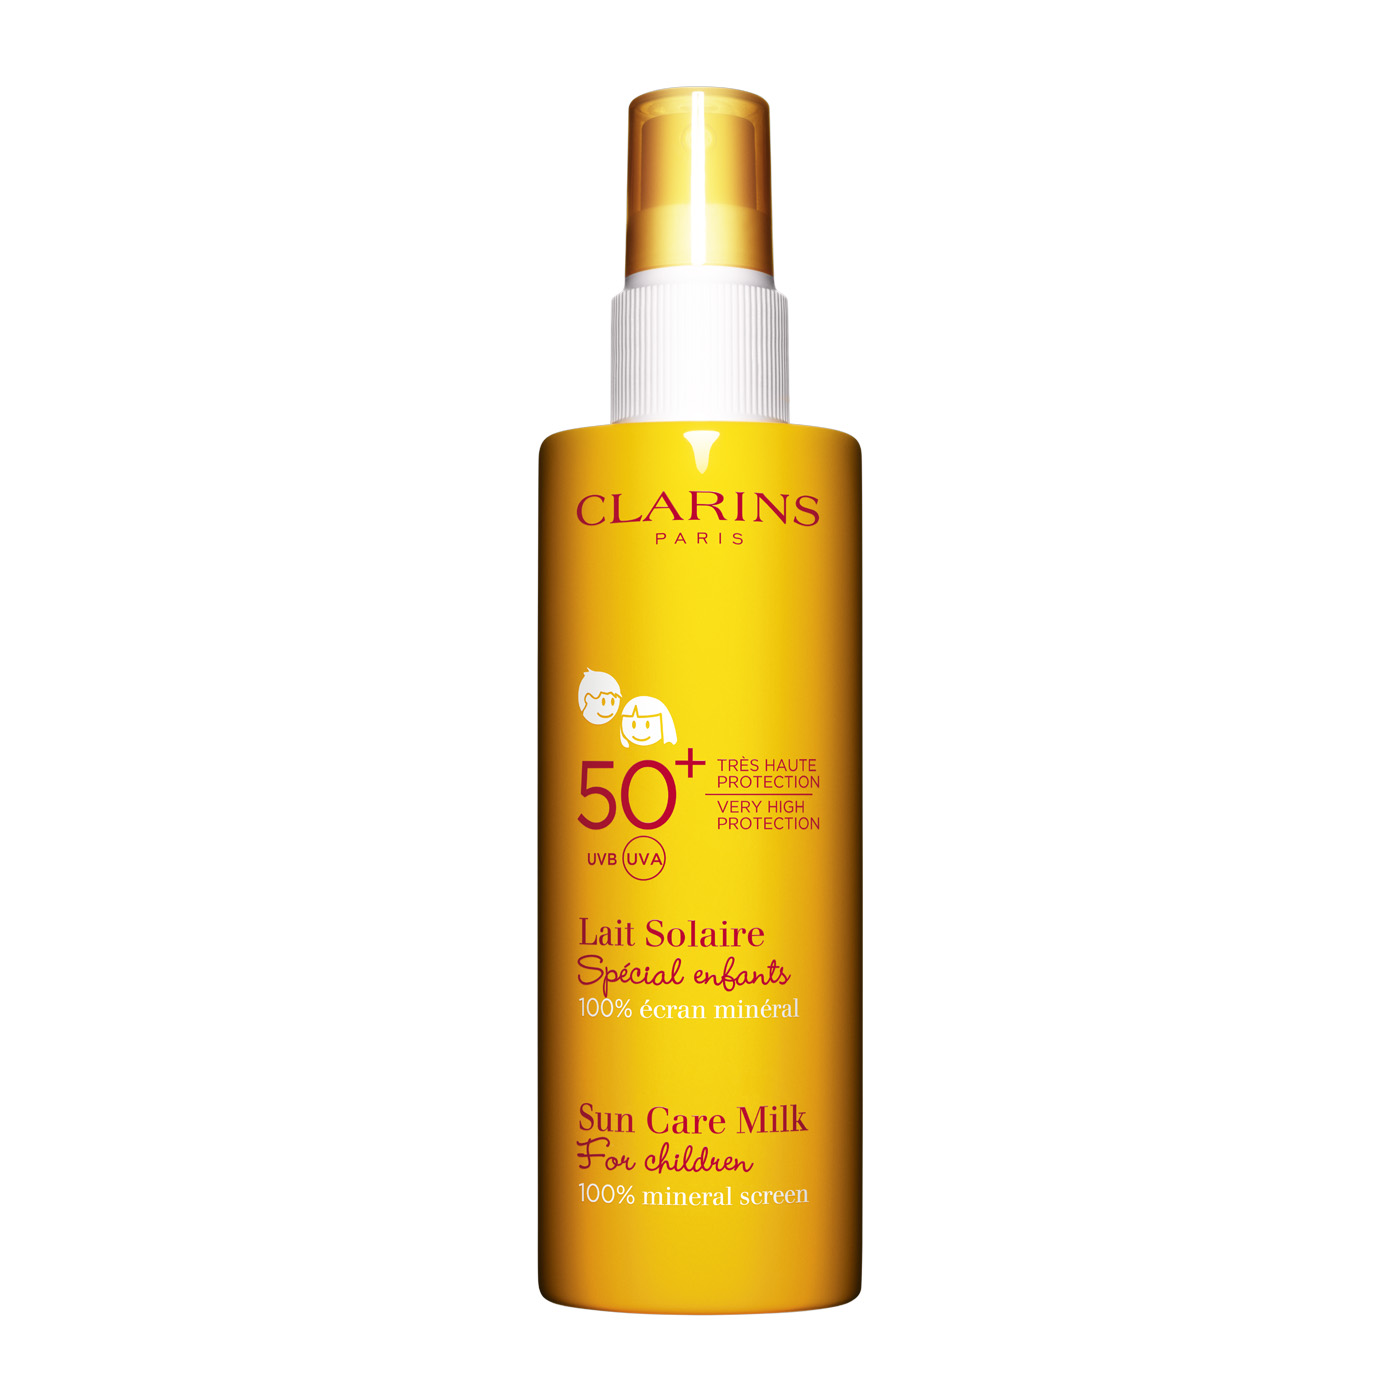 CLARINS
PARIS
50+
TRÈS HAUTE
PROTECTION
VERY HIGH
PROTECTION
UVB UVA
Lait Solaire
Spécial enfants
100% écran minéral
Sun Care Milk
For children
100% mineral screen